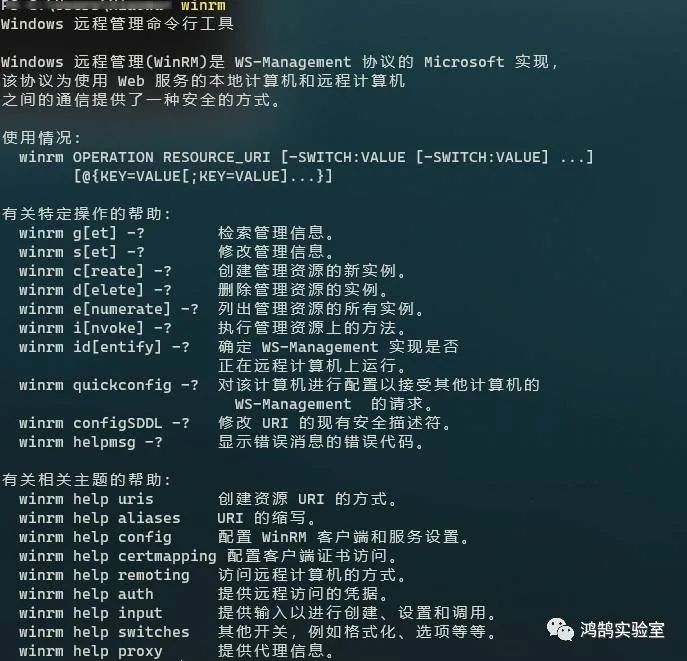 winrm
Windows 远程管理命令行工具
Windows 远程管理(WinRM)是 WS-Management 协议的 Microsoft 实现,
该协议为使用 Web 服务的本地计算机和远程计算机
之间的通信提供了一种安全的方式。
使用情况:
winrm OPERATION RESOURCE_URI [-SWITCH:VALUE [-SWITCH:VALUE] ...]
[@{KEY=VALUE[;KEY=VALUE]...}]
有关特定操作的帮助:
winrm g[et] -? 检索管理信息。
winrm s[et] -? 修改管理信息。
winrm c[reate] -? 创建管理资源的新实例。
winrm d[elete] -? 删除管理资源的实例。
winrm e[numerate] -? 列出管理资源的所有实例。
winrm i[nvoke] -? 执行管理资源上的方法。
winrm id[entify] -? 确定 WS-Management 实现是否
正在远程计算机上运行。
winrm quickconfig -? 对该计算机进行配置以接受其他计算机的
WS-Management 的请求。
winrm configSDDL -? 修改 URI 的现有安全描述符。
winrm helpmsg -? 显示错误消息的错误代码。
有关相关主题的帮助:
winrm help uris 创建资源 URI 的方式。
winrm help aliases URI 的缩写。
winrm help config 配置 WinRM 客户端和服务设置。
winrm help certmapping 配置客户端证书访问。
winrm help remoting 访问远程计算机的方式。
winrm help auth 提供远程访问的凭据。
winrm help input 提供输入以进行创建、设置和调用。
winrm help switches 其他开关,例如格式化、选项等等。
winrm help proxy 提供代理信息。
鸿鹄实验室